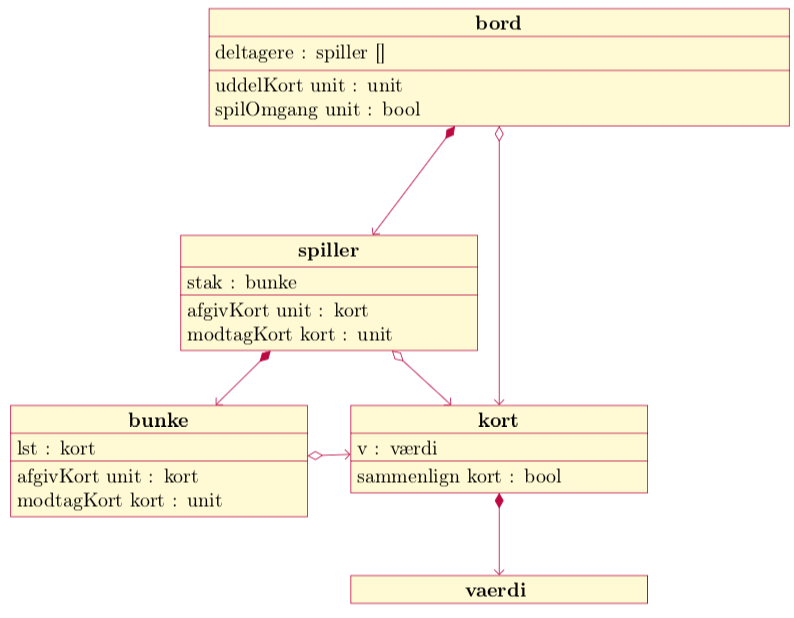 bord
deltagere : spiller []
uddelKort unit : unit
spilOmgang unit : bool
spiller
stak : bunke
afgivKort unit : kort
modtagKort kort : unit
bunke
lst : kort
afgivKort unit : kort
modtagKort kort : unit
kort
v : værdi
sammenlign kort : bool
vaerdi